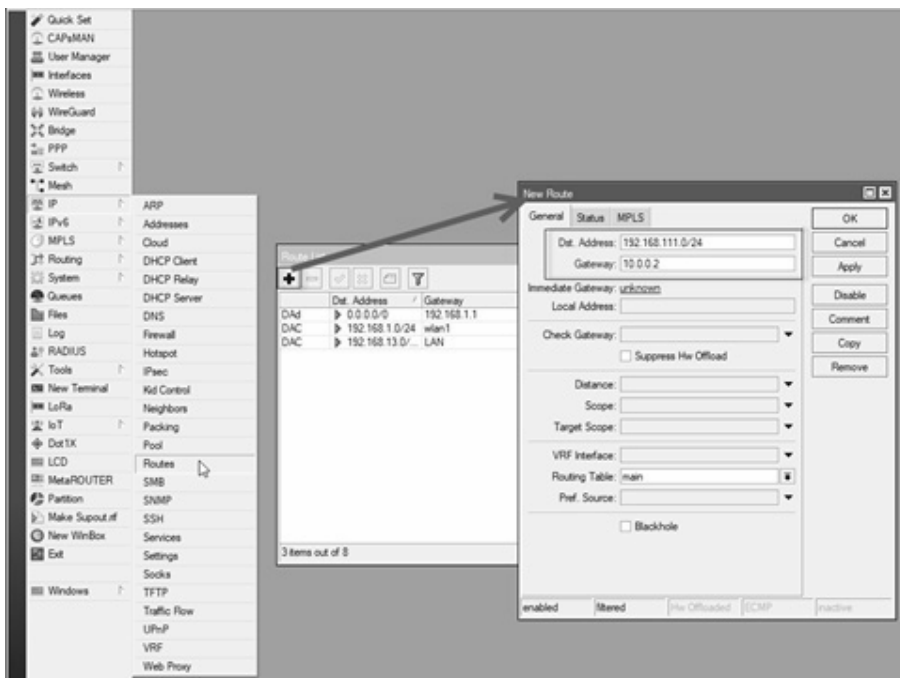 Quick Set
CAPsMAN
User Manager
Interfaces
Wireless
WireGuard
Bridge
PPP
Switch
Mesh
IP
IPv6
MPLS
Routing
System
Queues
Files
Log
RADIUS
Tools
New Terminal
LoRa
IoT
Dot1X
LCD
MetaROUTER
Partition
Make Supout.rif
New WinBox
Exit
Windows
ARP
Addresses
Cloud
DHCP Client
DHCP Relay
DHCP Server
DNS
Firewall
Hotspot
IPsec
Kid Control
Neighbors
Packing
Pool
Routes
SMB
SNMP
SSH
Services
Settings
Socks
TFTP
Traffic Flow
UPnP
VRF
Web Proxy
Route List
Dst. Address / Gateway
DAd 0.0.0.0/0 192.168.1.1
DAC 192.168.1.0/24 wlan1
DAC 192.168.13.0/... LAN
3 items out of 8
New Route
General Status MPLS
Dst. Address: 192.168.111.0/24
Gateway: 10.0.0.2
Immediate Gateway: unknown
Local Address:
Check Gateway:
Suppress Hw Offload
Distance:
Scope:
Target Scope:
VRF Interface:
Routing Table: main
Pref. Source:
Blackhole
OK
Cancel
Apply
Disable
Comment
Copy
Remove
enabled filtered Hw Offloaded ECMP inactive